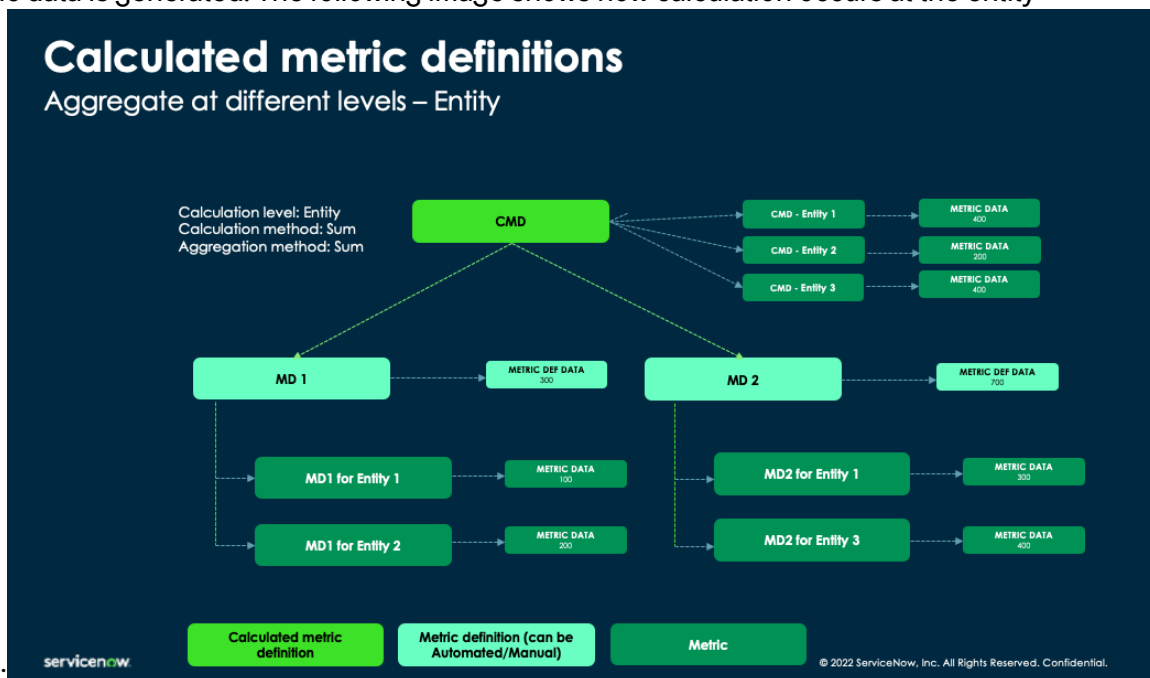 Calculated metric definitions
Aggregate at different levels – Entity
Calculation level: Entity
Calculation method: Sum
Aggregation method: Sum
CMD
CMD - Entity 1
METRIC DATA
400
CMD - Entity 2
METRIC DATA
200
CMD - Entity 3
METRIC DATA
400
MD 1
METRIC DEF DATA
300
MD 2
METRIC DEF DATA
700
MD1 for Entity 1
METRIC DATA
100
MD2 for Entity 1
METRIC DATA
300
MD1 for Entity 2
METRIC DATA
200
MD2 for Entity 3
METRIC DATA
400
Calculated metric
definition
Metric definition (can be
Automated/Manual)
Metric
.
servicenow.
© 2022 ServiceNow, Inc. All Rights Reserved. Confidential.